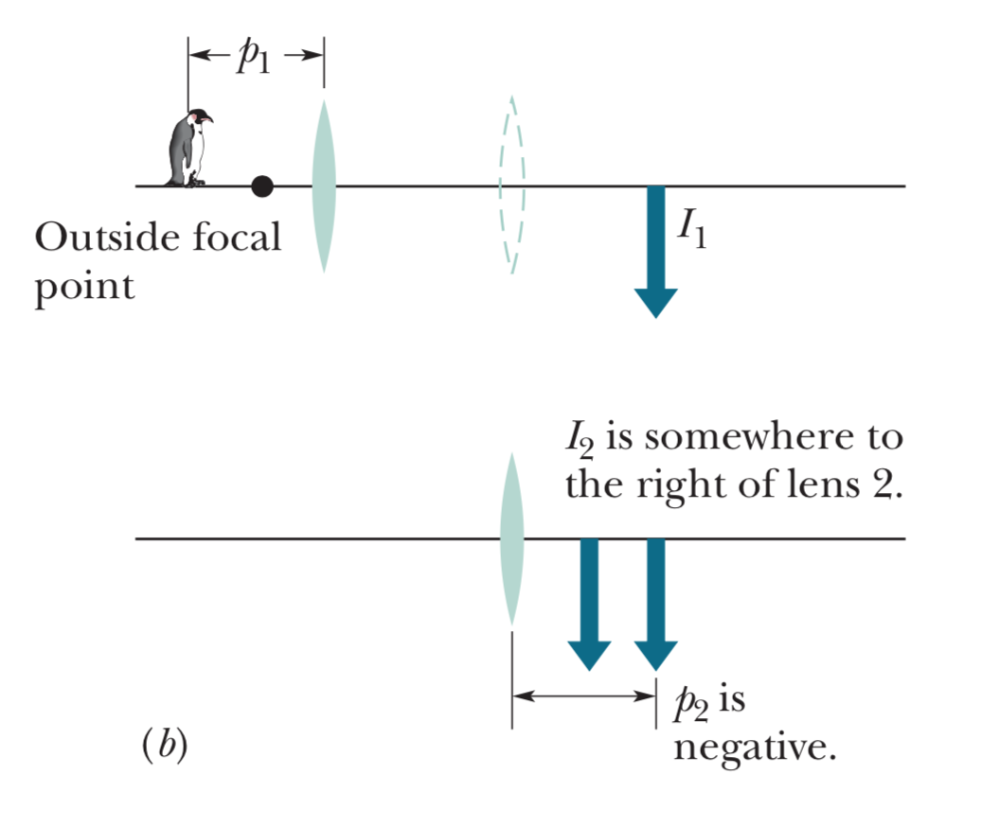 p₁
Outside focal
point
I₁
I₂ is somewhere to
the right of lens 2.
p₂ is
negative.
(b)